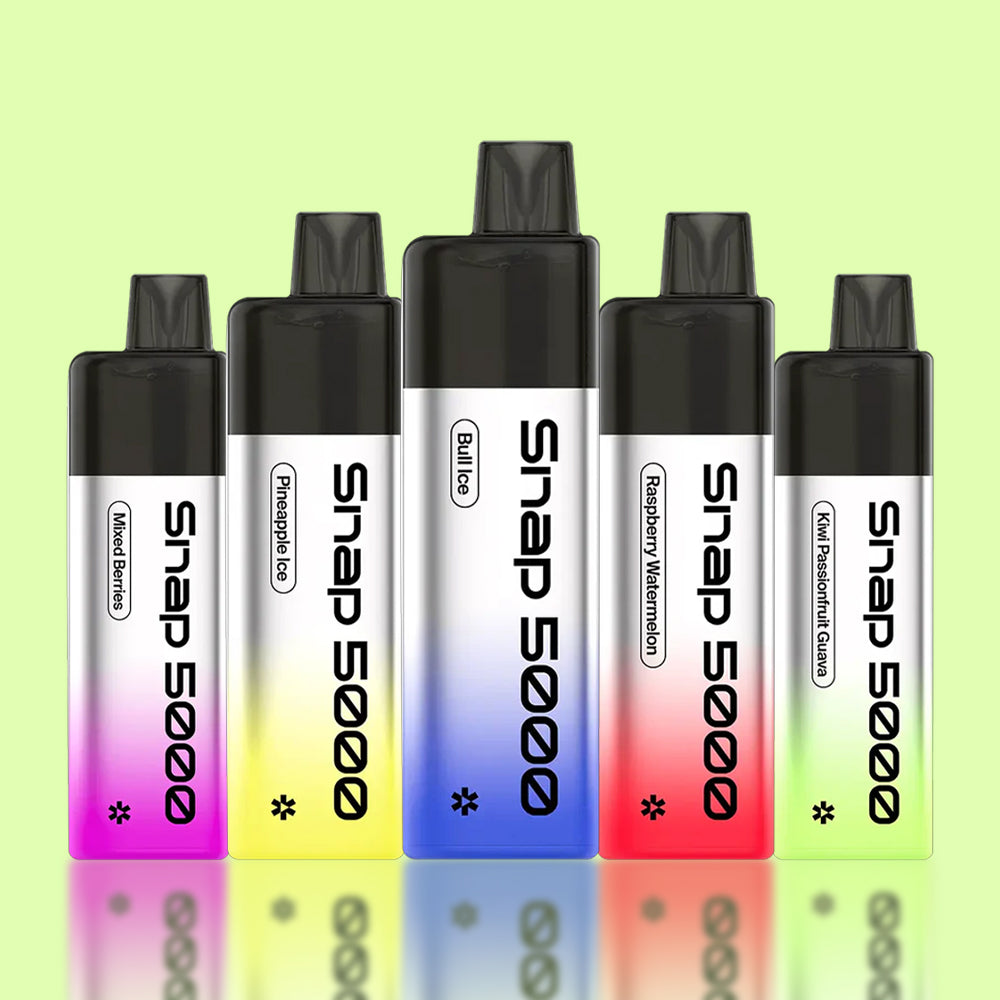 Mixed Berries
Snap 5000
Pineapple Ice
Snap 5000
Bull Ice
Snap 5000
Raspberry Watermelon
Snap 5000
Kiwi Passionfruit Guava
Snap 5000